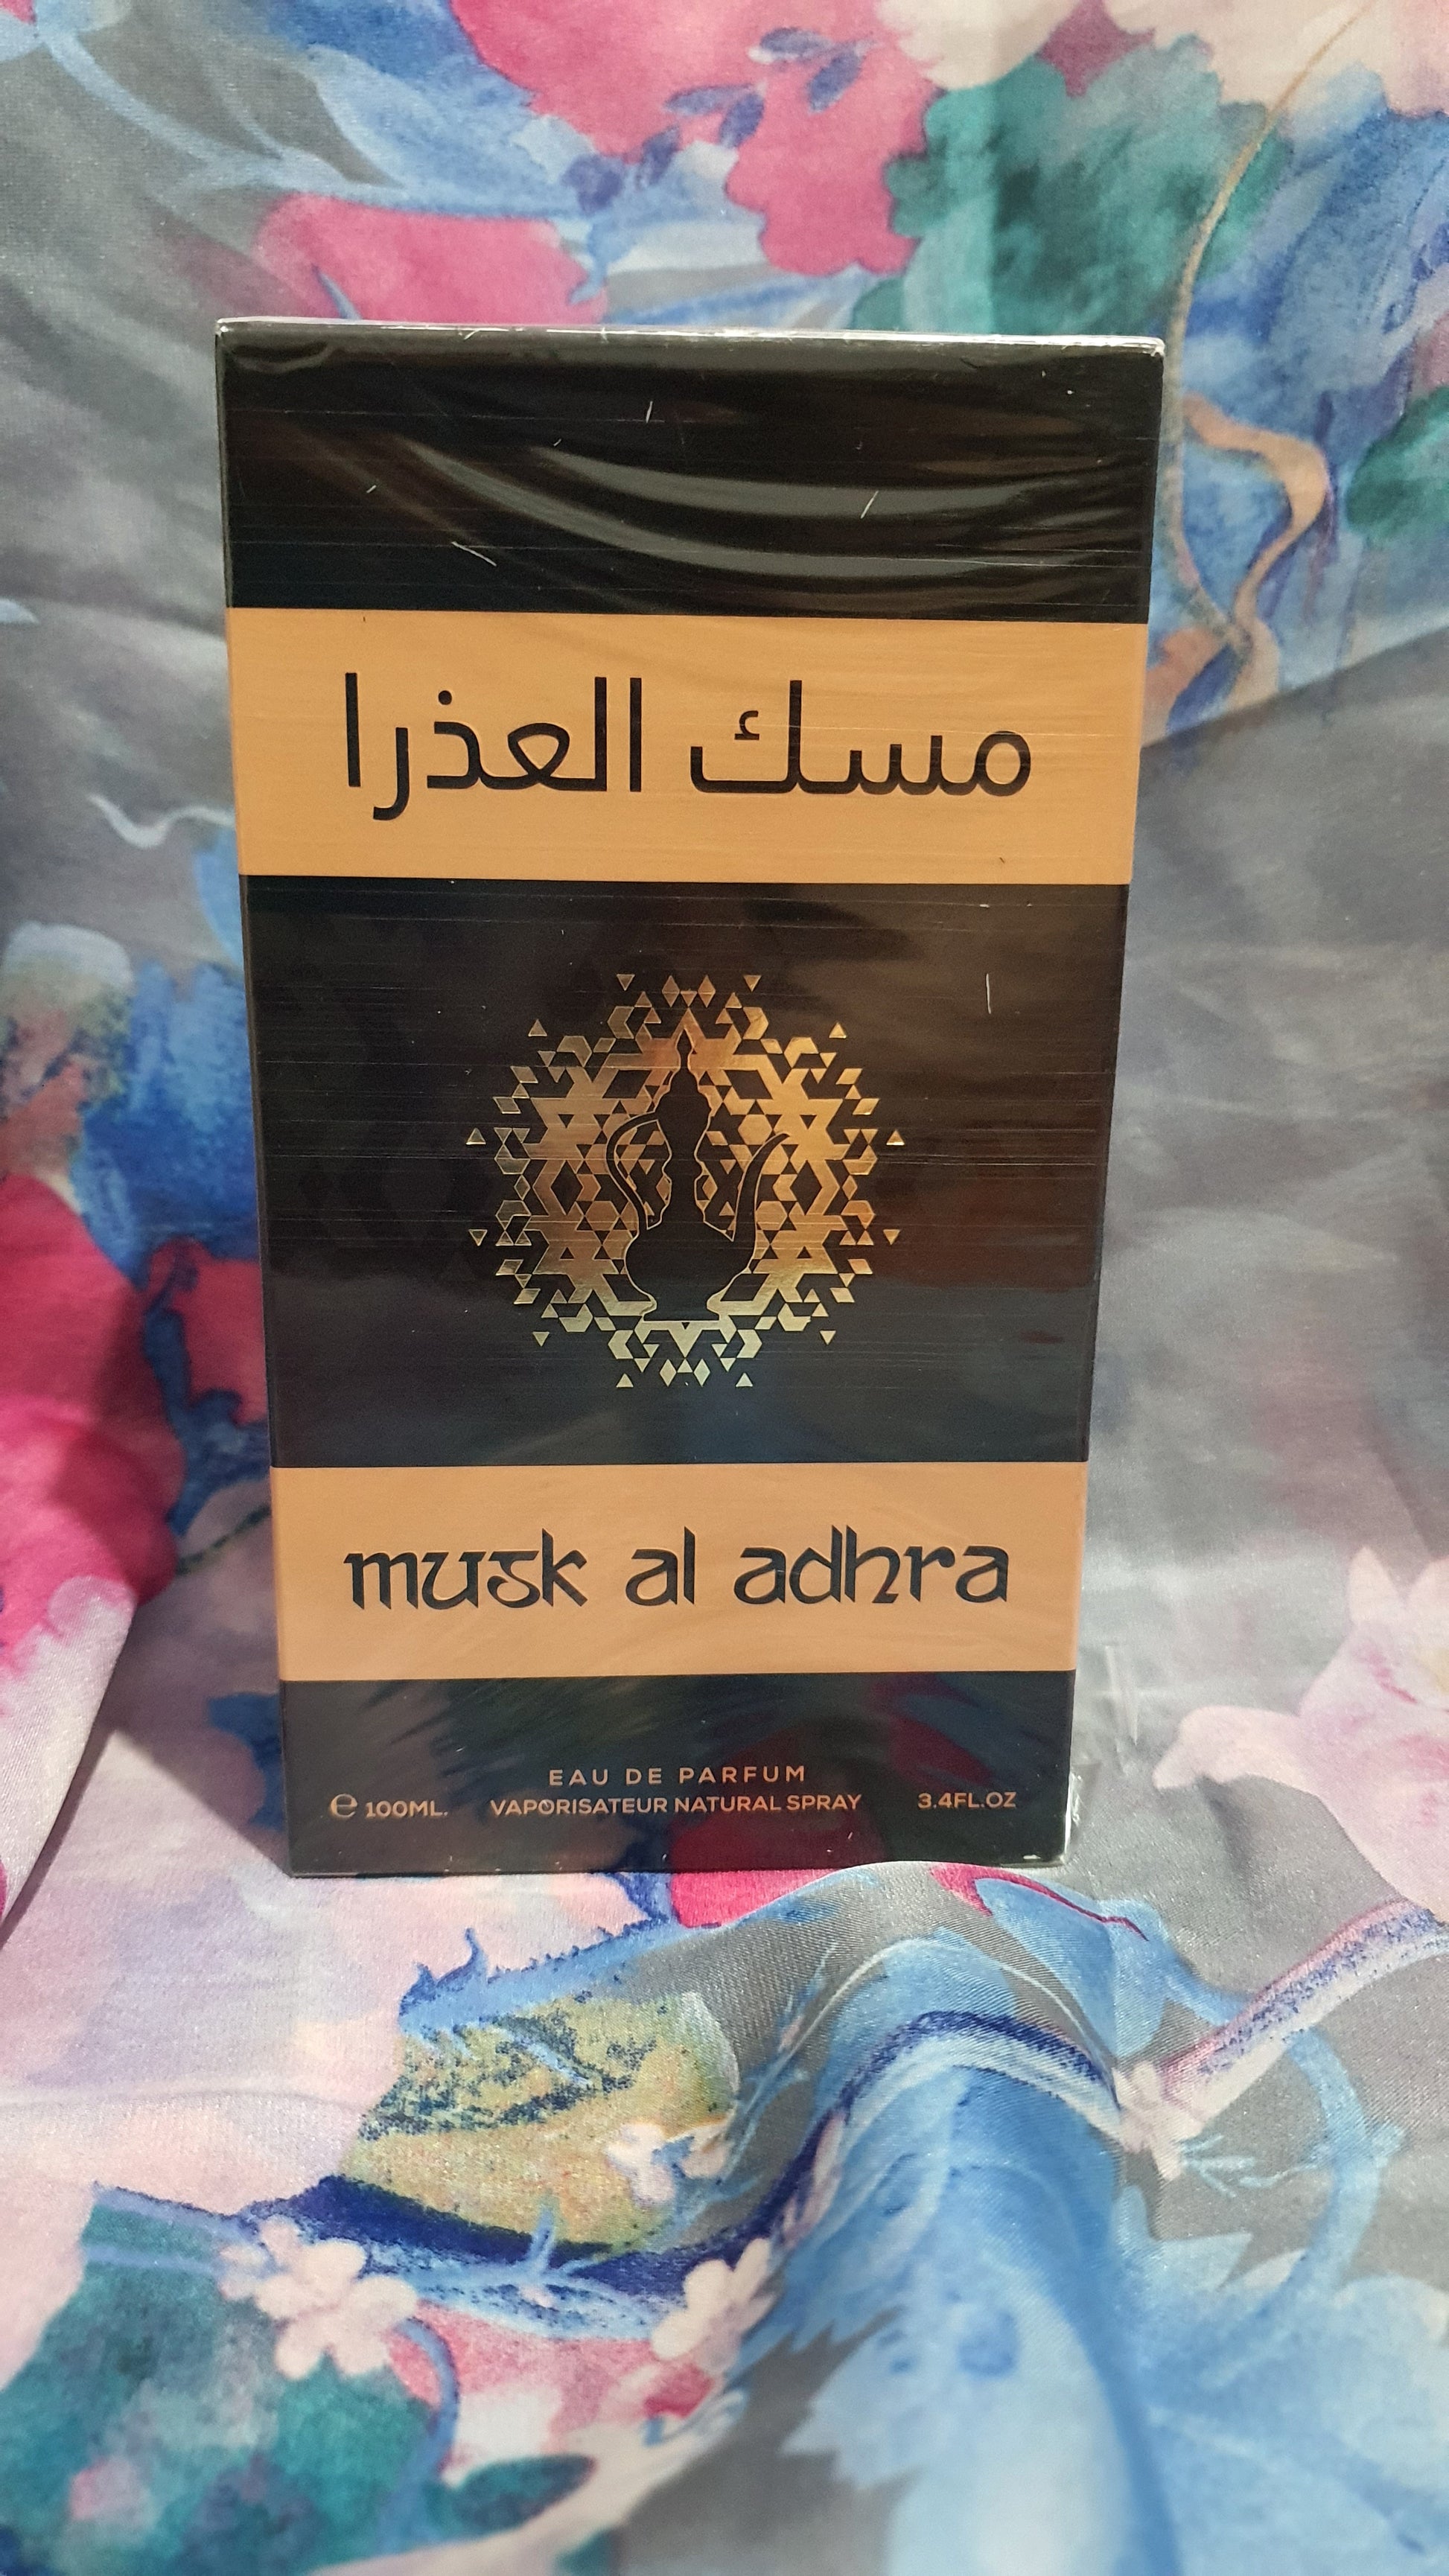 مسك العذرا
musk al adhra
EAU DE PARFUM
℮ 100ML. VAPORISATEUR NATURAL SPRAY 3.4FL.OZ